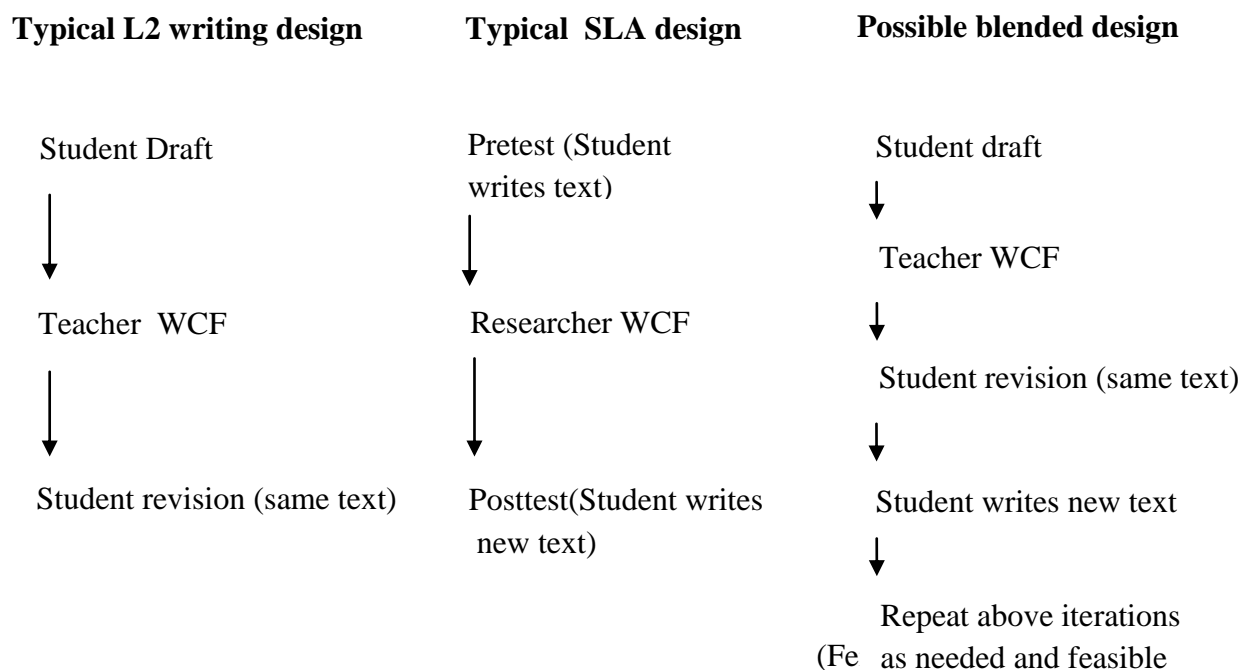 Typical L2 writing design
Student Draft
Teacher WCF
Student revision (same text)
Typical SLA design
Pretest (Student
writes text)
Researcher WCF
Posttest(Student writes
new text)
Possible blended design
Student draft
Teacher WCF
Student revision (same text)
Student writes new text
Repeat above iterations
(Fe as needed and feasible